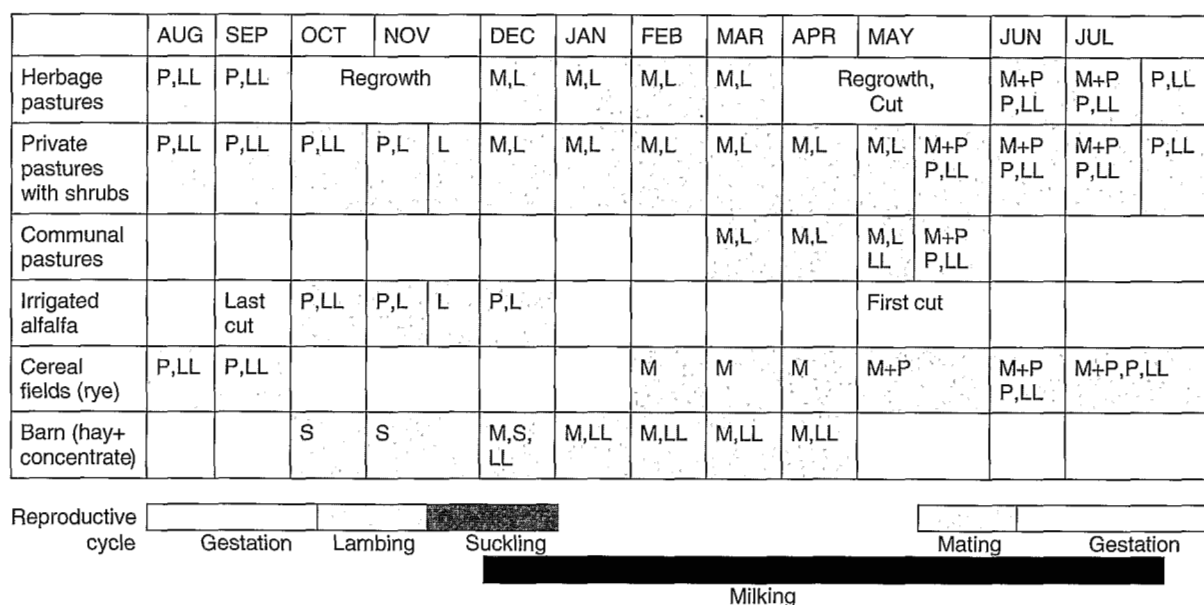 AUG SEP OCT NOV DEC JAN FEB MAR APR MAY JUN JUL
Herbage pastures P,LL P,LL Regrowth M,L M,L M,L M,L Regrowth, Cut M+P P,LL M+P P,LL P,LL
Private pastures with shrubs P,LL P,LL P,LL P,L L M,L M,L M,L M,L M,L M,L M+P P,LL M+P P,LL M+P P,LL P,LL
Communal pastures M,L M,L M,L LL M+P P,LL
Irrigated alfalfa Last cut P,LL P,L L P,L First cut
Cereal fields (rye) P,LL P,LL M M M M+P M+P P,LL M+P,P,LL
Barn (hay+ concentrate) S S M,S, LL M,LL M,LL M,LL M,LL
Reproductive cycle
Gestation Lambing Suckling Mating Gestation
Milking